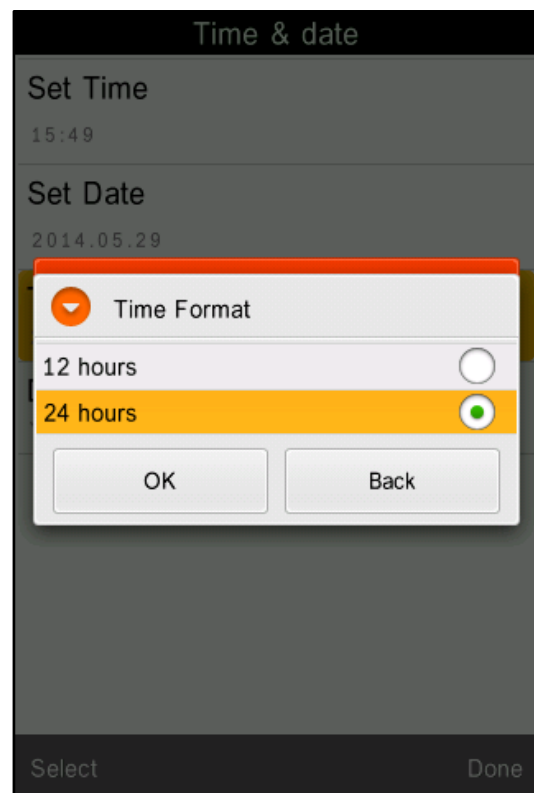 Time & date
Set Time
15:49
Set Date
2014.05.29
Time Format
12 hours
24 hours
OK Back
Select Done